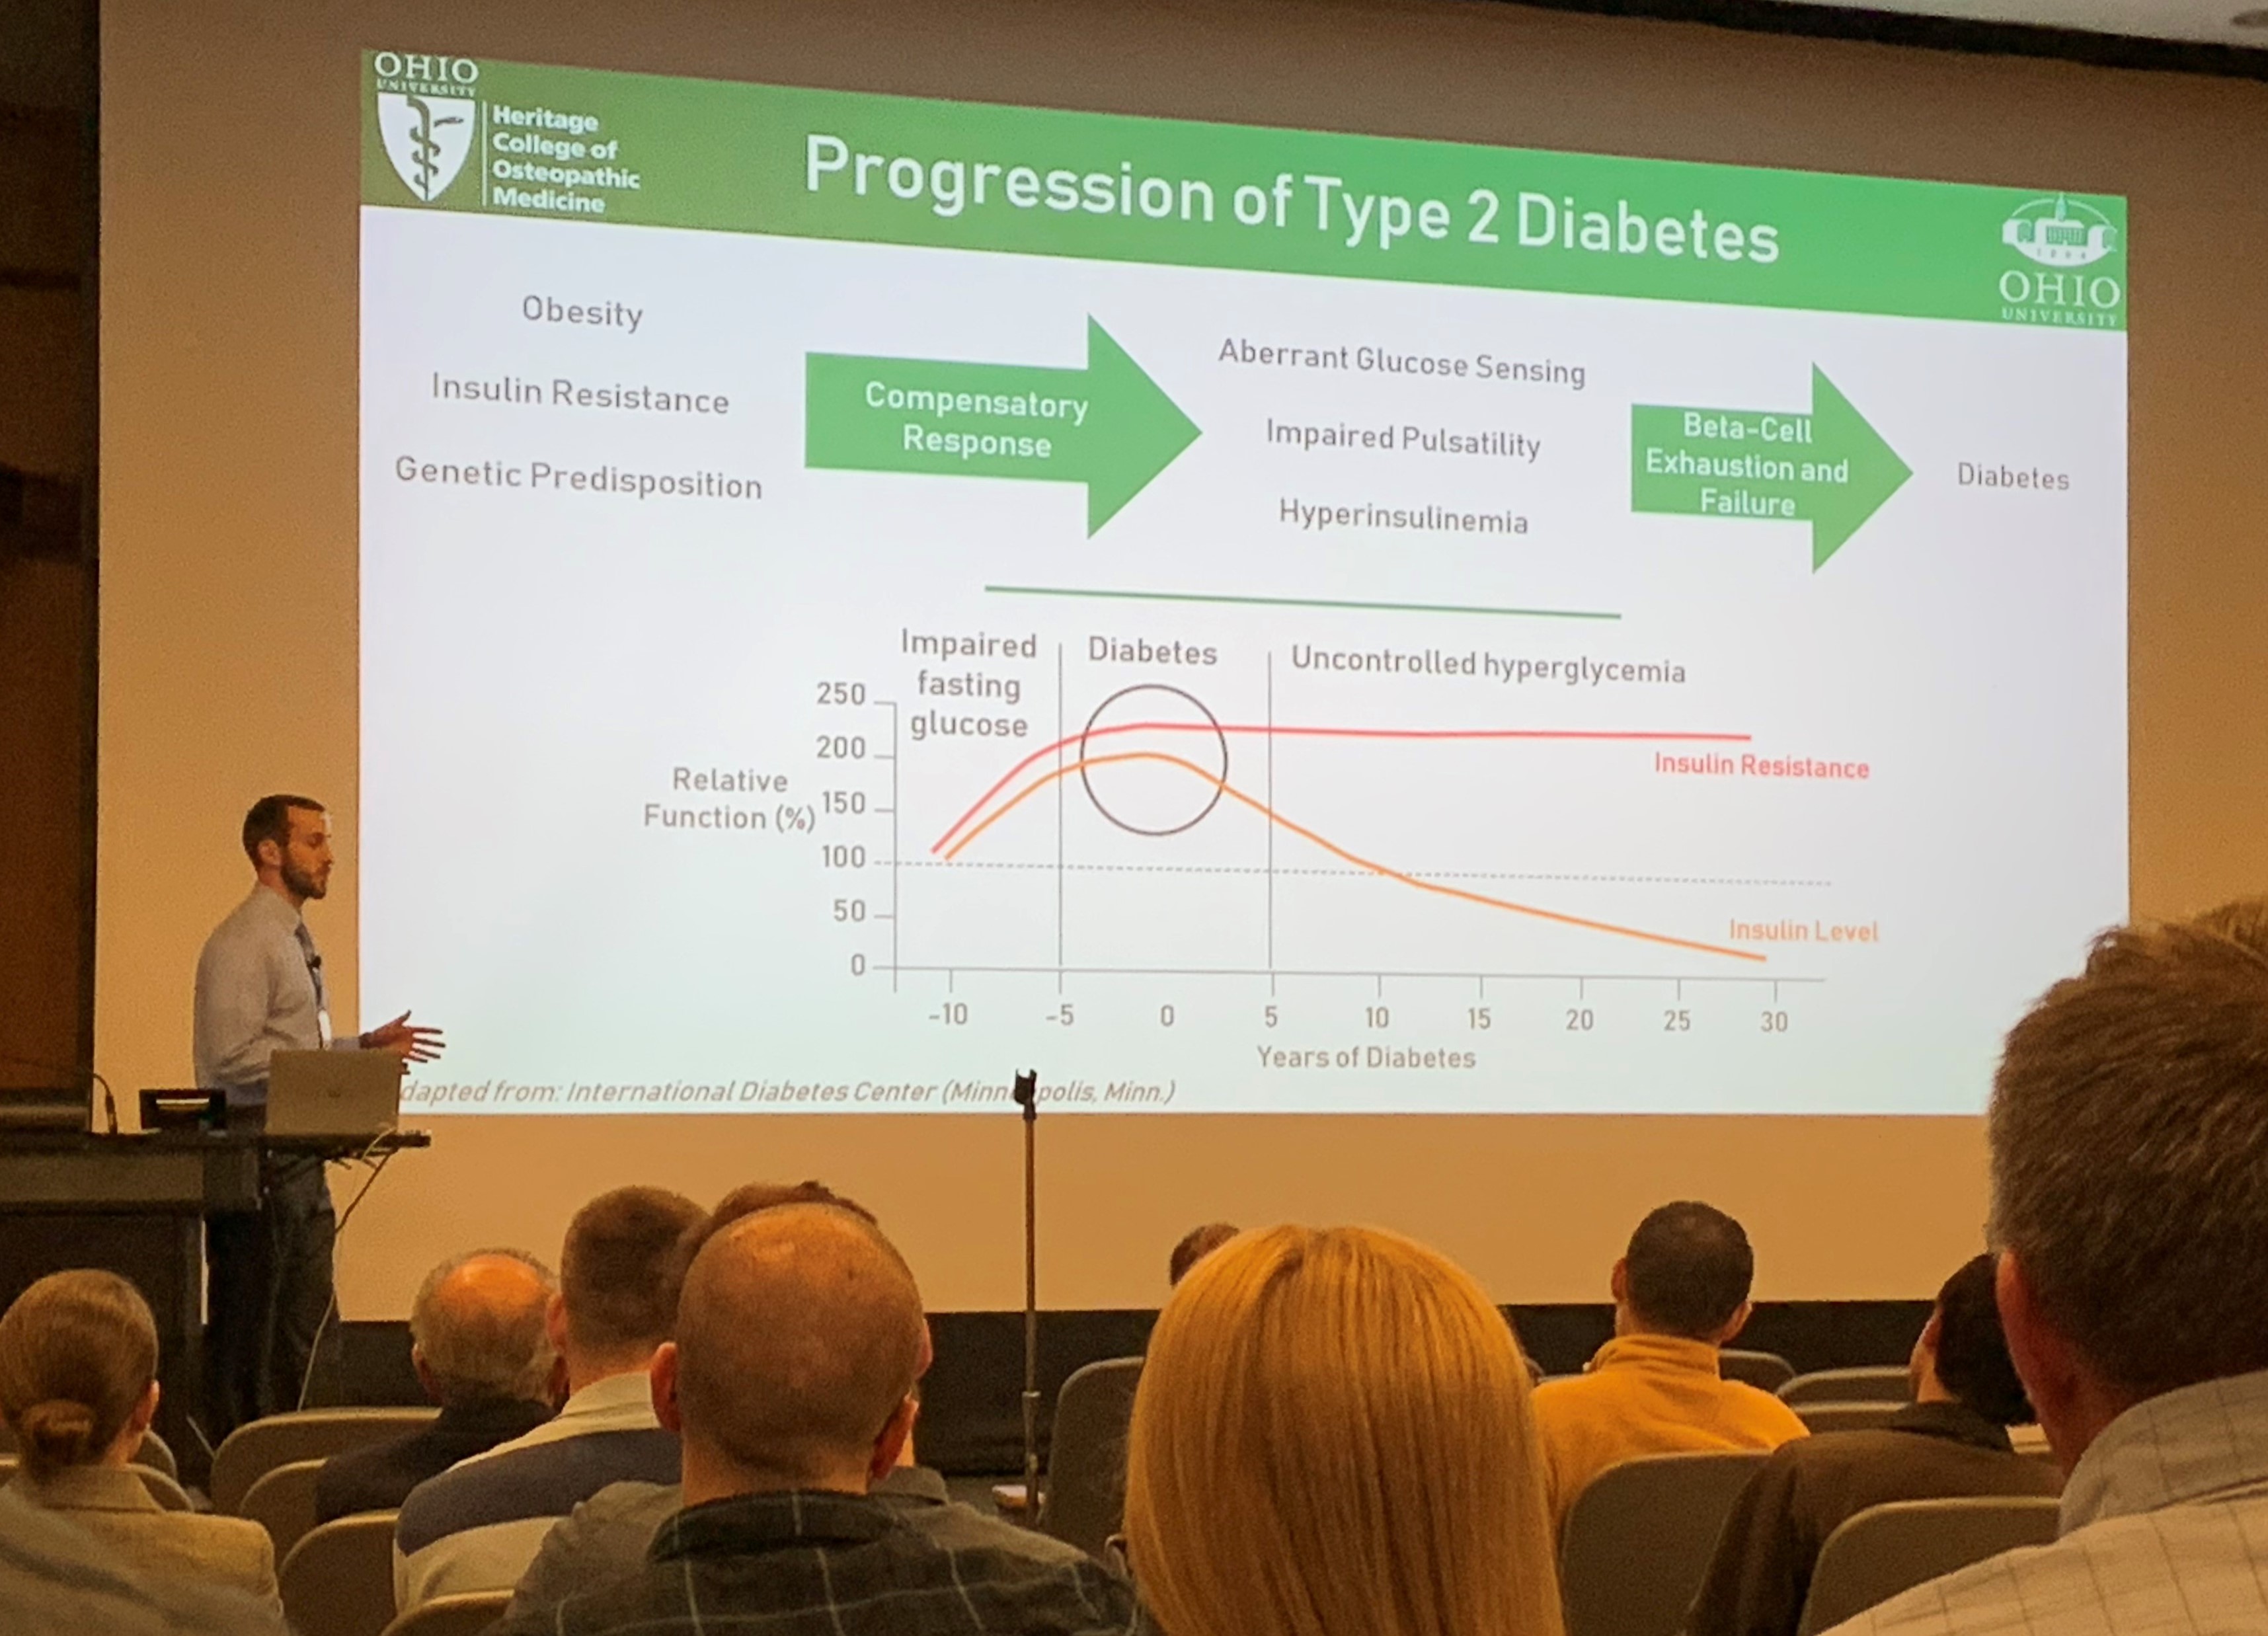 OHIO
UNIVERSITY
Heritage
College of
Osteopathic
Medicine
Progression of Type 2 Diabetes
1804
OHIO
UNIVERSITY
Obesity
Insulin Resistance
Genetic Predisposition
Compensatory
Response
Aberrant Glucose Sensing
Impaired Pulsatility
Hyperinsulinemia
Beta-Cell
Exhaustion and
Failure
Diabetes
Impaired
fasting
glucose
Diabetes
Uncontrolled hyperglycemia
250
200
150
100
50
0
Relative
Function (%)
Insulin Resistance
Insulin Level
-10 -5 0 5 10 15 20 25 30
Years of Diabetes
dapted from: International Diabetes Center (Minn polis, Minn.)